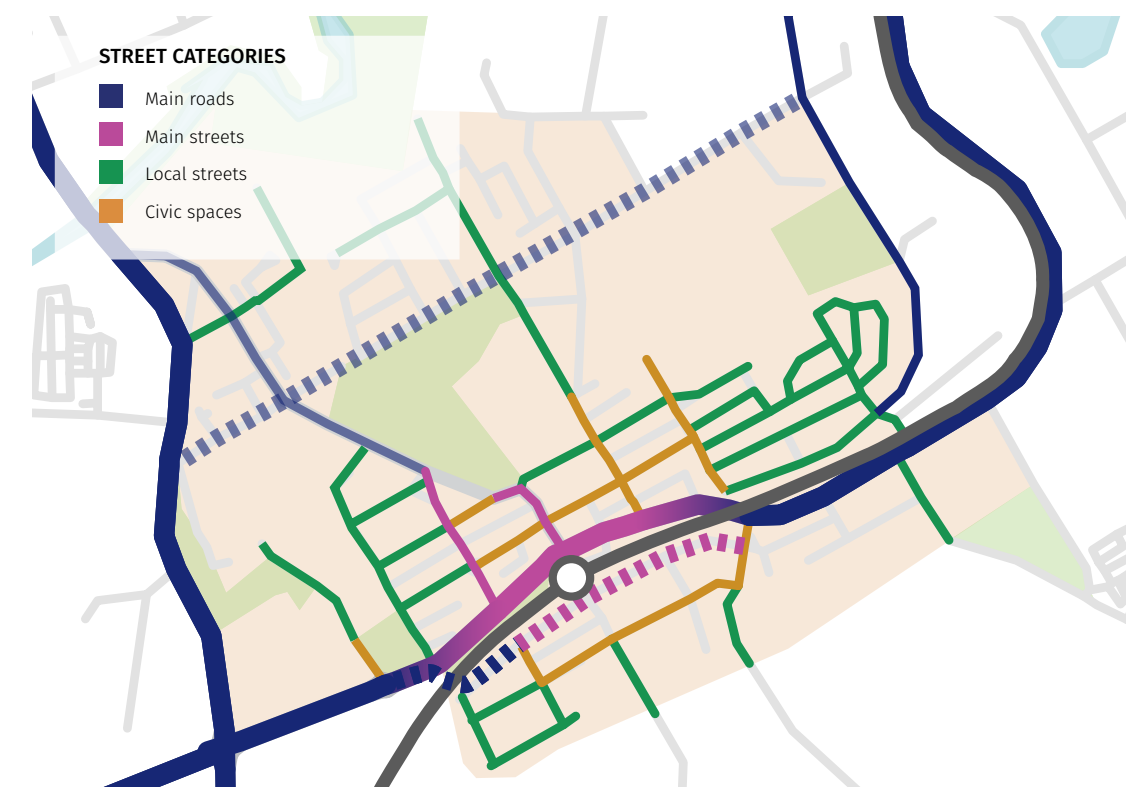 STREET CATEGORIES
Main roads
Main streets
Local streets
Civic spaces